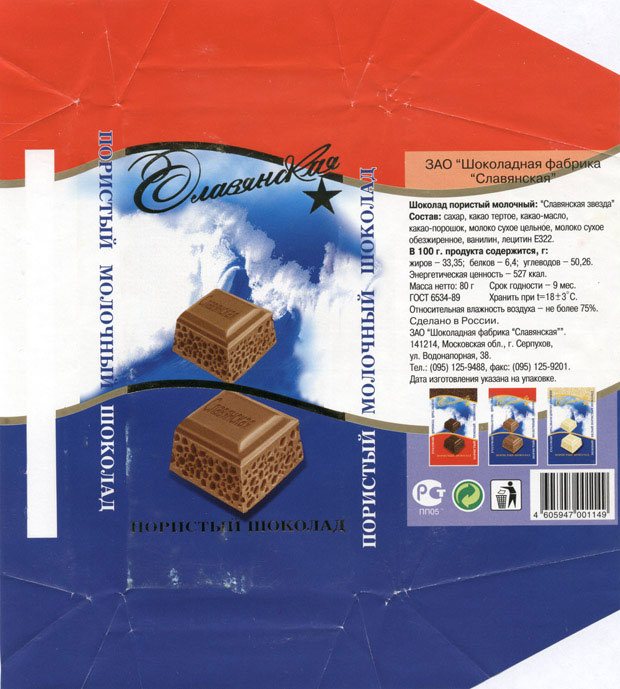 Славянская
ПОРИСТЫЙ МОЛОЧНЫЙ ШОКОЛАД
ПОРИСТЫЙ МОЛОЧНЫЙ ШОКОЛАД
ПОРИСТЫЙ ШОКОЛАД
ЗАО "Шоколадная фабрика
"Славянская"
Шоколад пористый молочный: "Славянская звезда"
Состав: сахар, какао тертое, какао-масло,
какао-порошок, молоко сухое цельное, молоко сухое
обезжиренное, ванилин, лецитин Е322.
В 100 г. продукта содержится, г:
жиров – 33,35; белков – 6,4; углеводов – 50,26.
Энергетическая ценность – 527 ккал.
Масса нетто: 80 г Срок годности – 9 мес.
ГОСТ 6534-89 Хранить при t=18±3˚С.
Относительная влажность воздуха – не более 75%.
Сделано в России.
ЗАО "Шоколадная фабрика "Славянская"".
141214, Московская обл., г. Серпухов,
ул. Водонапорная, 38.
Тел.: (095) 125-9488, факс: (095) 125-9201.
Дата изготовления указана на упаковке.
РСТ
ПП05
4 605947 001149